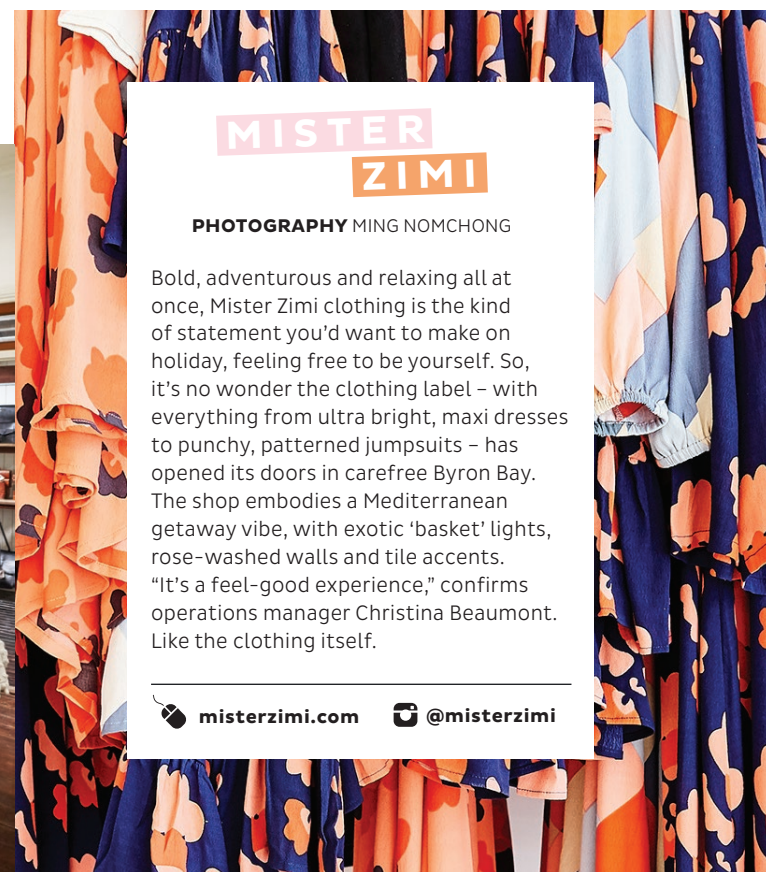 MISTER
ZIMI
PHOTOGRAPHY MING NOMCHONG
Bold, adventurous and relaxing all at
once, Mister Zimi clothing is the kind
of statement you’d want to make on
holiday, feeling free to be yourself. So,
it’s no wonder the clothing label – with
everything from ultra bright, maxi dresses
to punchy, patterned jumpsuits – has
opened its doors in carefree Byron Bay.
The shop embodies a Mediterranean
getaway vibe, with exotic ‘basket’ lights,
rose-washed walls and tile accents.
“It’s a feel-good experience,” confirms
operations manager Christina Beaumont.
Like the clothing itself.
misterzimi.com @misterzimi